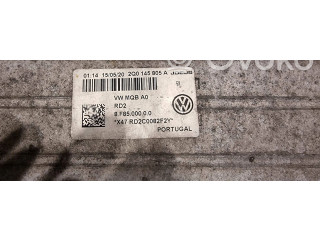 01 14 15/05/20 2Q0 145 805 A
VW MQB A0
RD2
8.F85.000.0.0
*X47 RD2C0082F2Y*
PORTUGAL